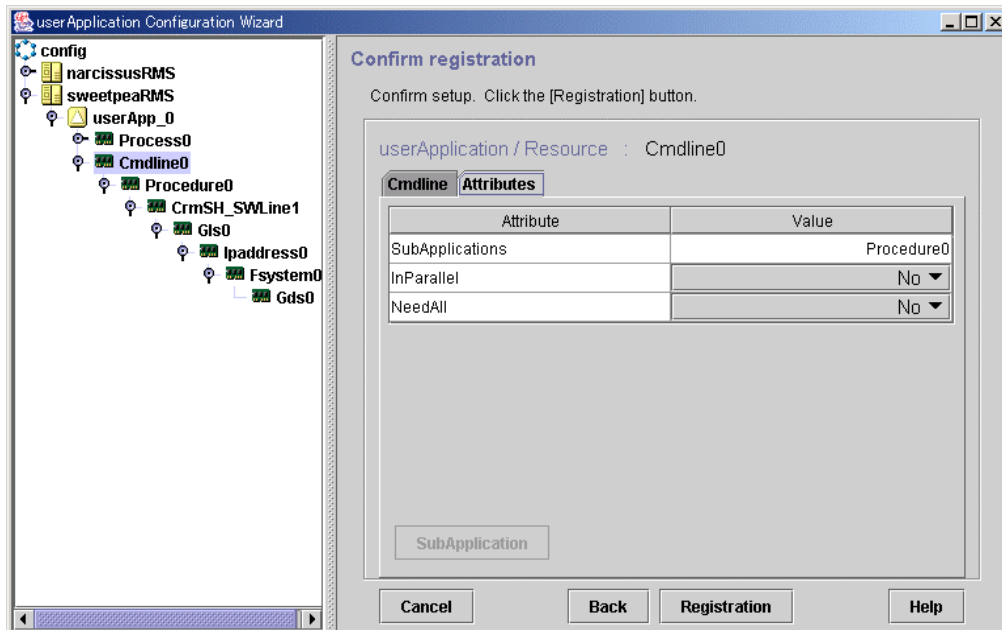 userApplication Configuration Wizard
config
narcissusRMS
sweetpeaRMS
userApp_0
Process0
Cmdline0
Procedure0
CrmSH_SWLine1
Gls0
Ipaddress0
Fsystem0
Gds0
Confirm registration
Confirm setup. Click the [Registration] button.
userApplication / Resource : Cmdline0
Cmdline Attributes
Attribute Value
SubApplications Procedure0
InParallel No
NeedAll No
SubApplication
Cancel Back Registration Help